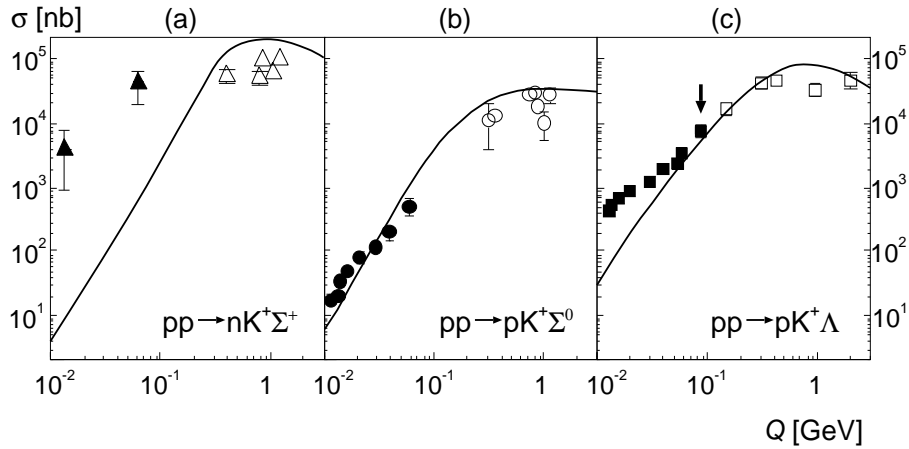 σ [nb] (a) (b) (c)
10⁵ 10⁵
10⁴ 10⁴
10³ 10³
10² 10²
10¹ 10¹
pp→nK⁺Σ⁺ pp→pK⁺Σ⁰ pp→pK⁺Λ
10⁻² 10⁻¹ 1 10⁻² 10⁻¹ 1 10⁻² 10⁻¹ 1
Q [GeV]